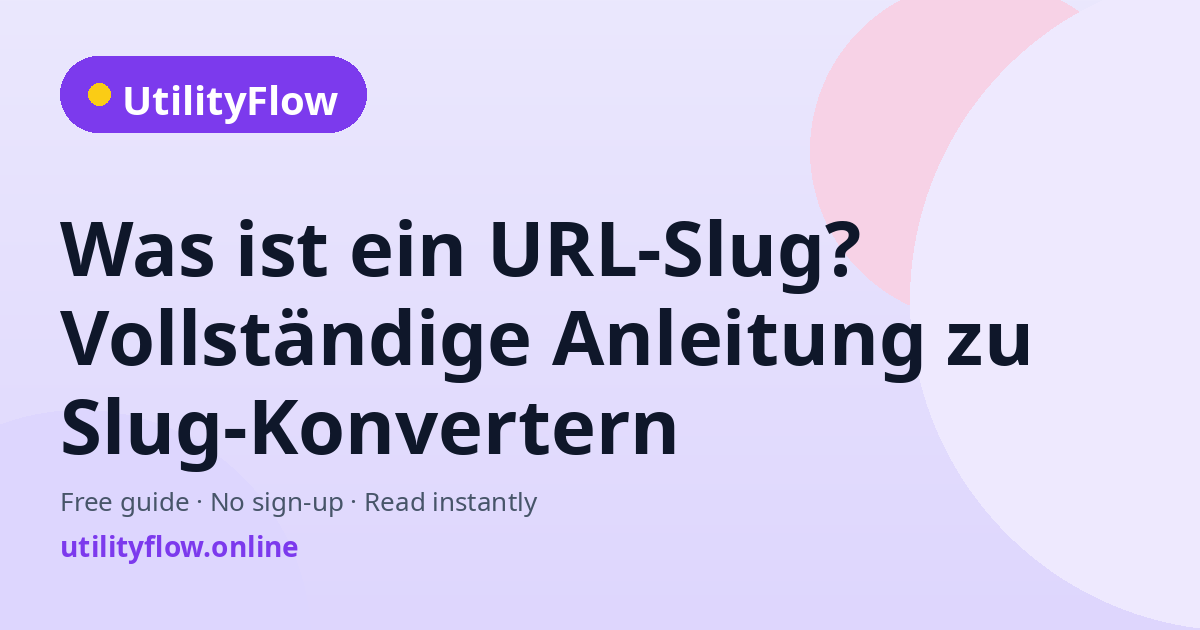 UtilityFlow
Was ist ein URL-Slug?
Vollständige Anleitung zu
Slug-Konvertern
Free guide · No sign-up · Read instantly
utilityflow.online